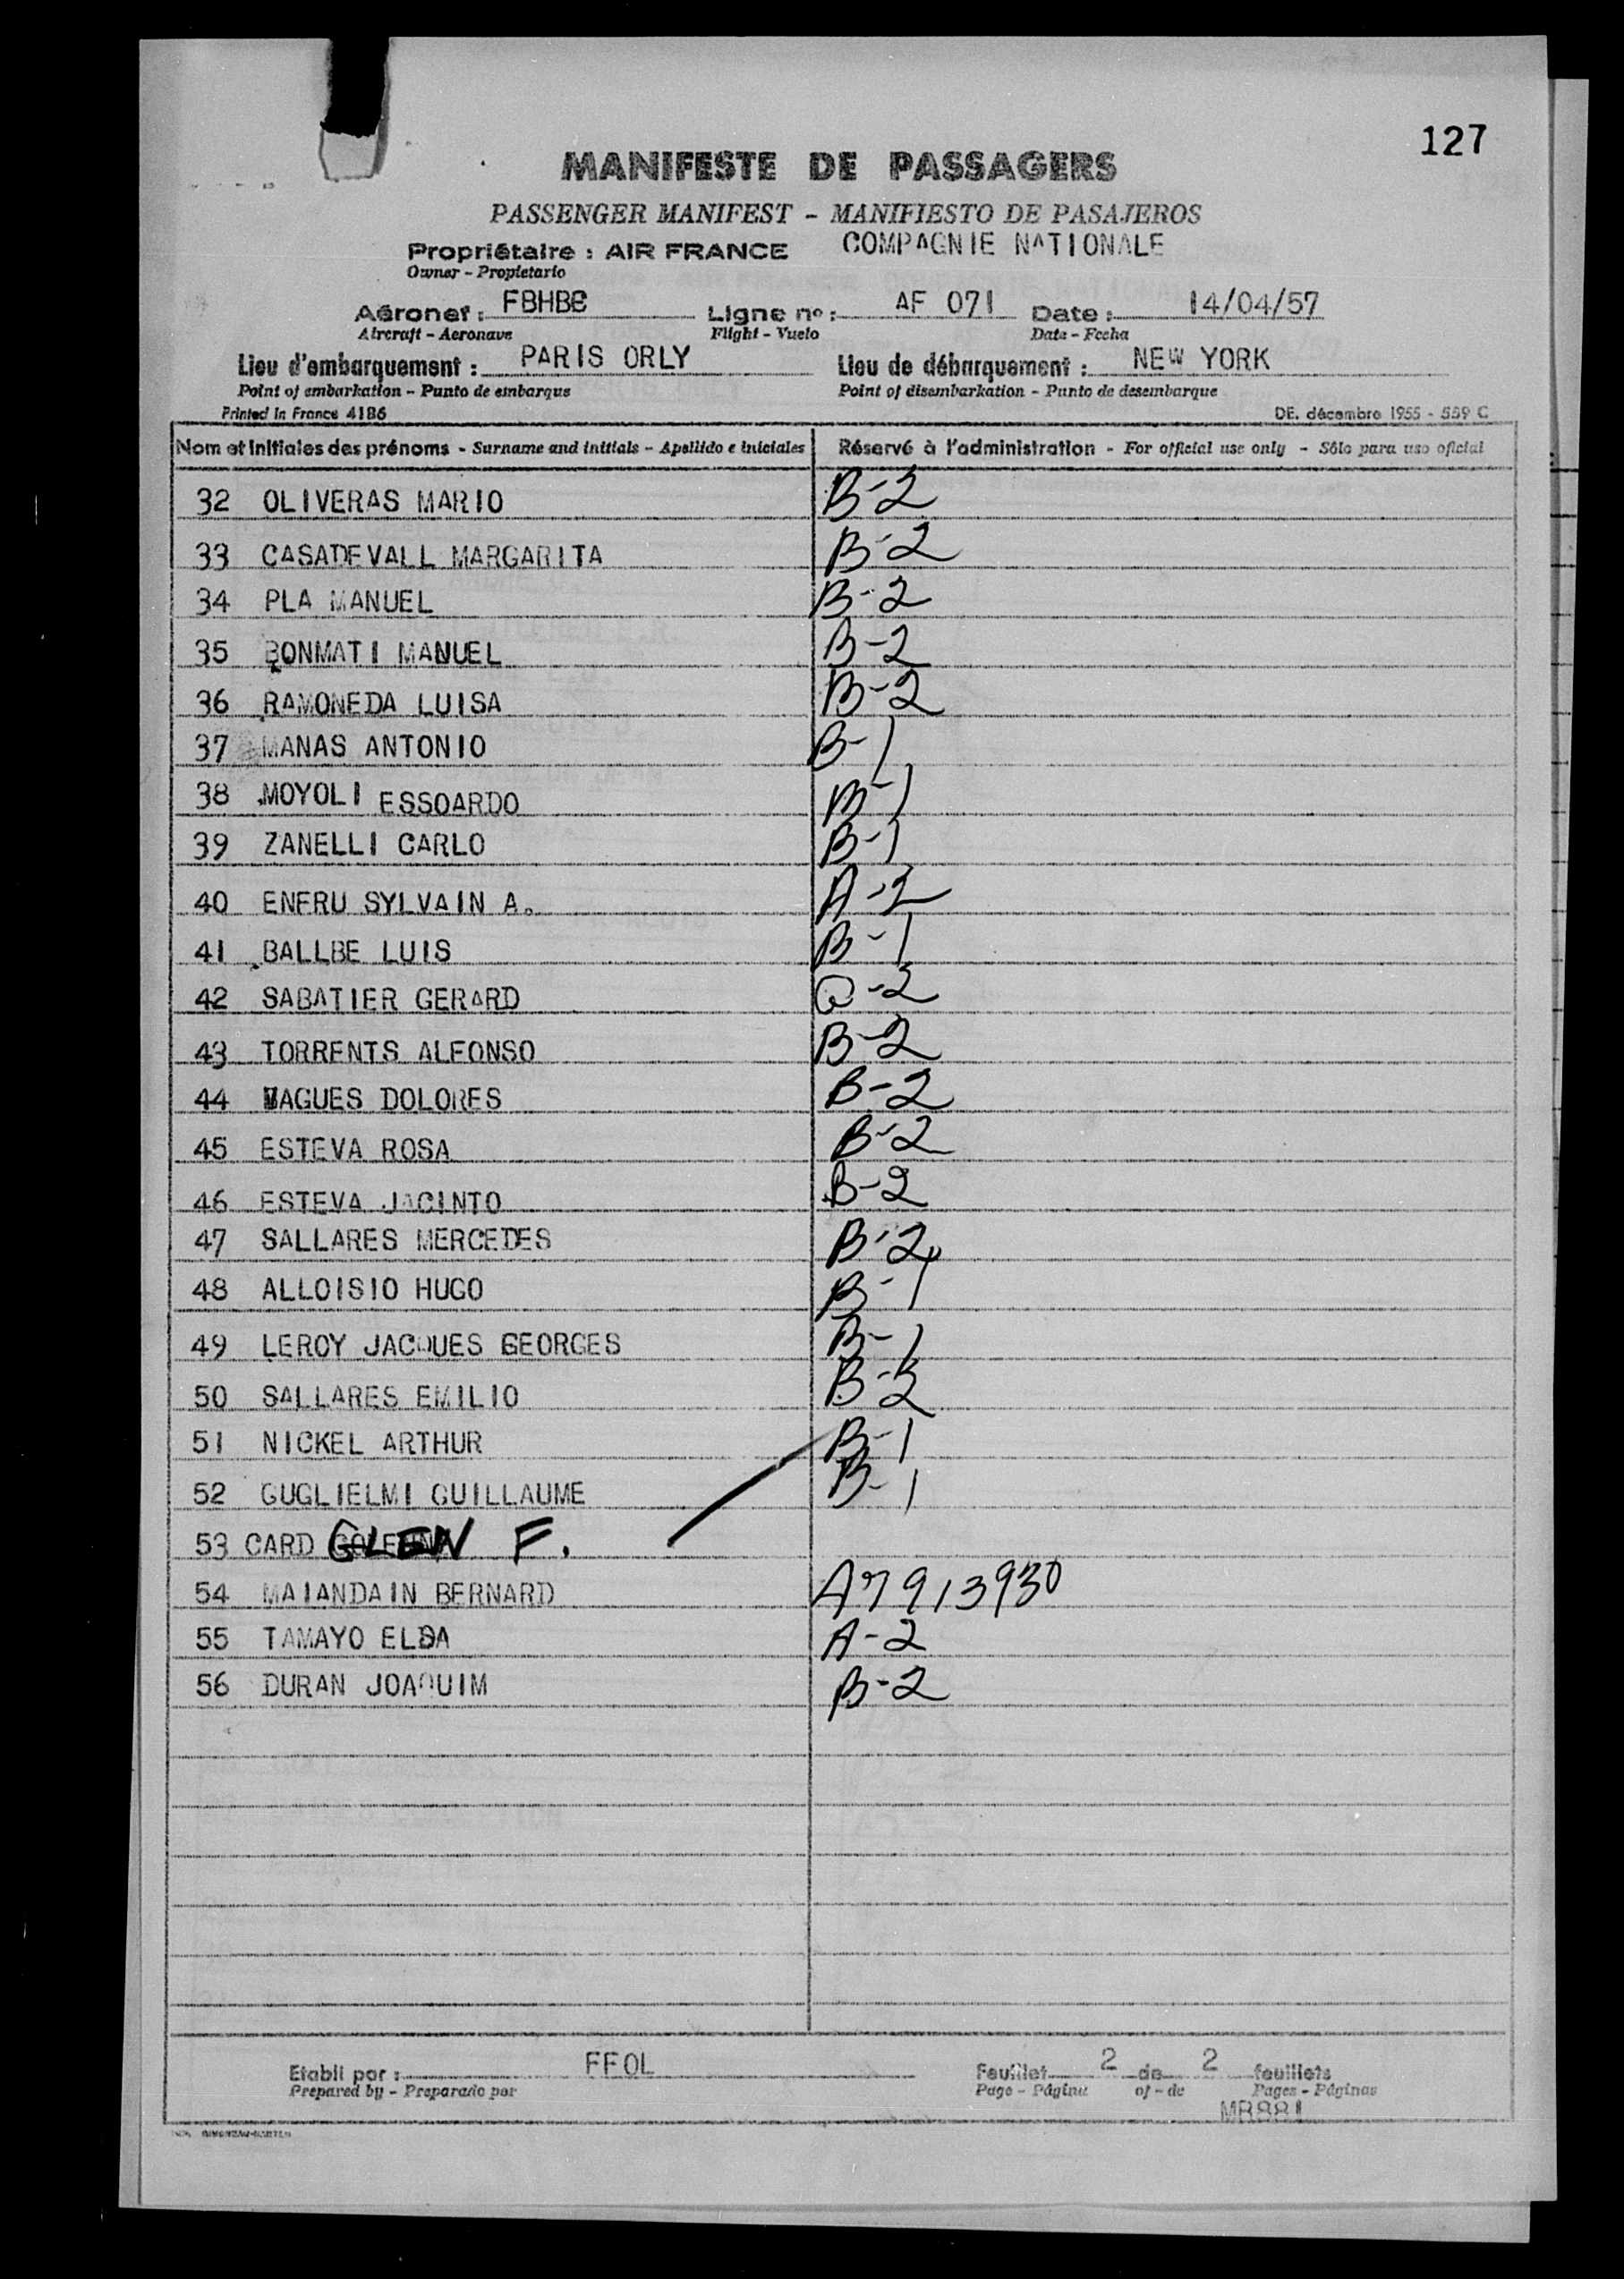 127
MANIFESTE DE PASSAGERS
PASSENGER MANIFEST - MANIFIESTO DE PASAJEROS
Propriétaire : AIR FRANCE COMPAGNIE NATIONALE
Owner - Propietario
Aéronef : FBHBC Ligne nº : AF 071 Date : 14/04/57
Aircraft - Aeronave Flight - Vuelo Date - Fecha
Lieu d'embarquement : PARIS ORLY Lieu de débarquement : NEW YORK
Point of embarkation - Punto de embarque Point of disembarkation - Punto de desembarque
Printed in France 4186 DE. décembre 1955 - 559 C
Nom et initiales des prénoms - Surname and initials - Apellido e iniciales Réservé à l'administration - For official use only - Sólo para uso oficial
32 OLIVERAS MARIO B-2
33 CASADEVALL MARGARITA B-2
34 PLA MANUEL B-2
35 BONMATI MANUEL B-2
36 RAMONEDA LUISA B-2
37 MANAS ANTONIO B-1
38 MOYOLI ESSOARDO B-1
39 ZANELLI CARLO B-1
40 ENFRU SYLVAIN A. A-2
41 BALLBE LUIS B-1
42 SABATIER GERARD G-2
43 TORRENTS ALFONSO B-2
44 VAGUES DOLORES B-2
45 ESTEVA ROSA B-2
46 ESTEVA JACINTO B-2
47 SALLARES MERCEDES B-2
48 ALLOISIO HUGO B-1
49 LEROY JACQUES GEORGES B-1
50 SALLARES EMILIO B-2
51 NICKEL ARTHUR B-1
52 GUGLIELMI GUILLAUME B-1
53 CARD GLEN F.
54 MAIANDAIN BERNARD A7913930
55 TAMAYO ELDA A-2
56 DURAN JOAQUIM B-2
Etabli par : FFOL Feuillet 2 de 2 feuillets
Prepared by - Preparado por Page - Página of - de Pages - Páginas
MB881